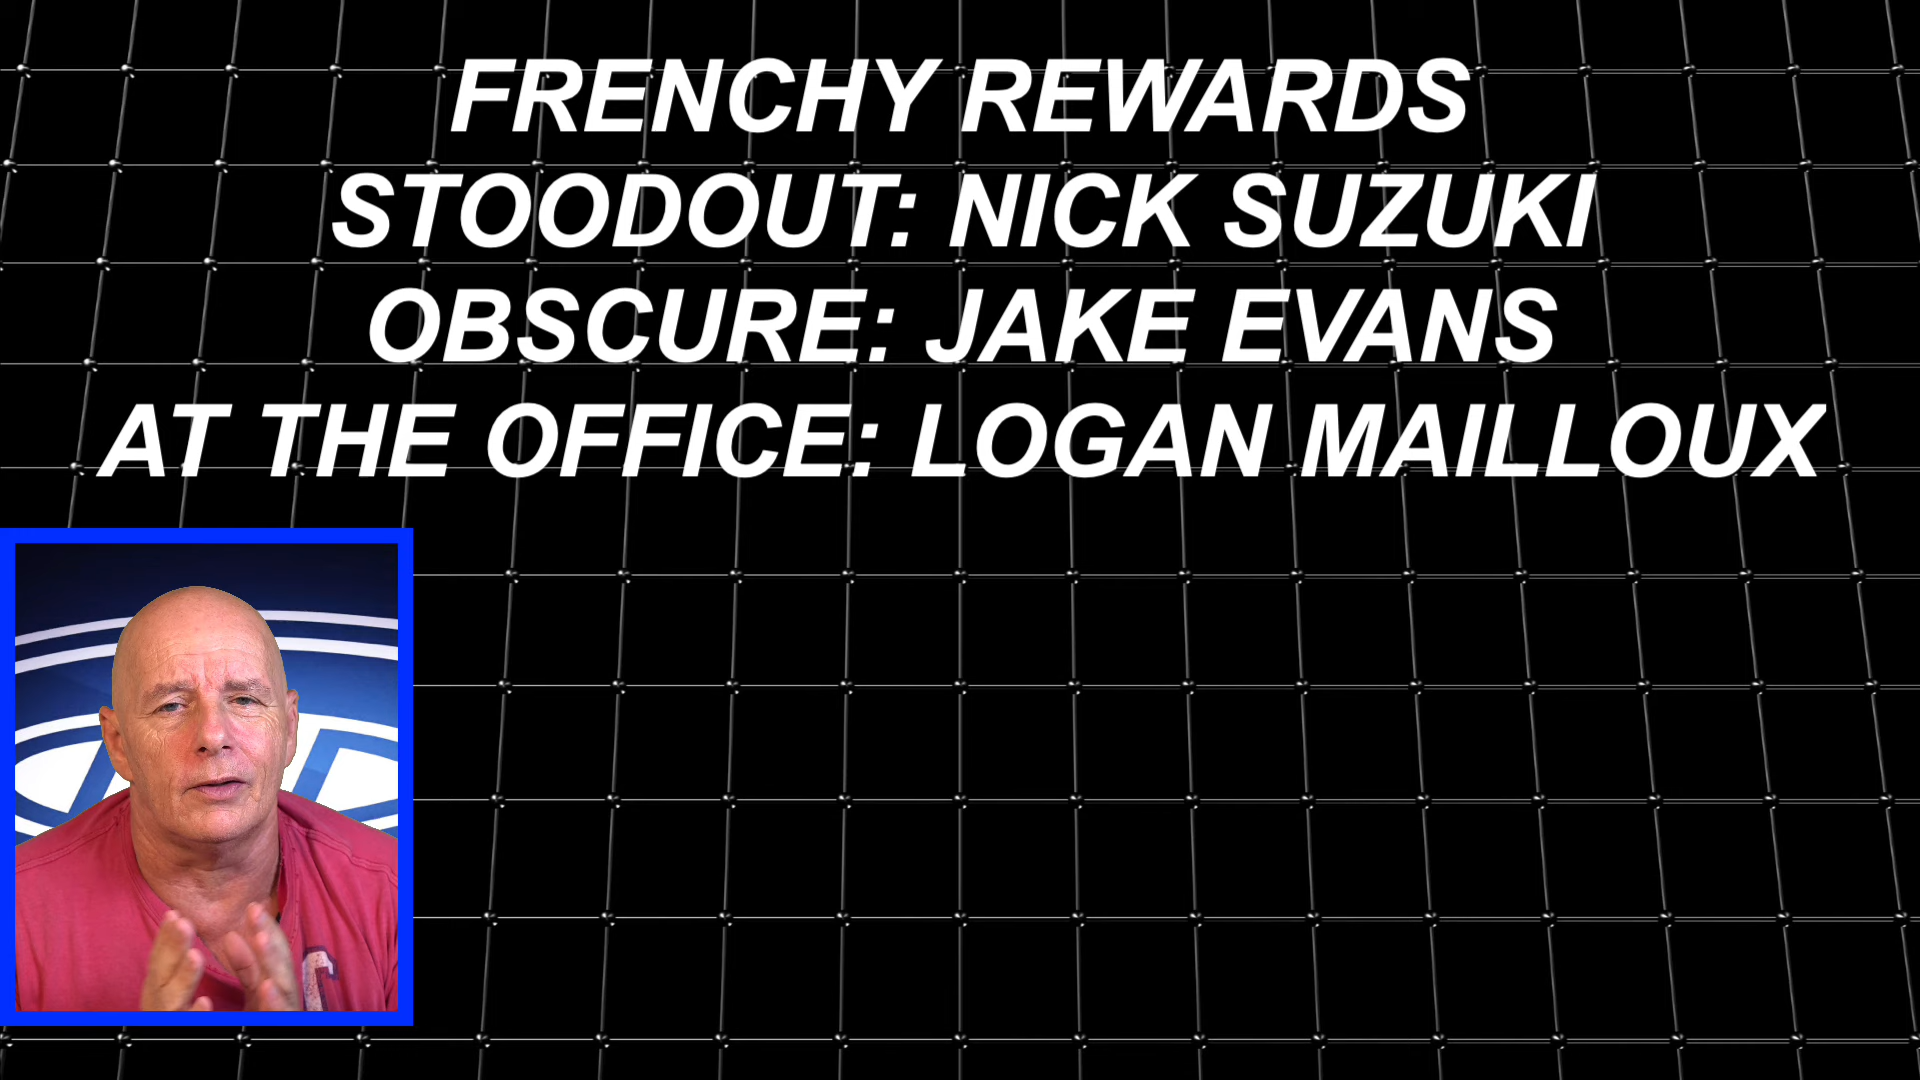 FRENCHY REWARDS
STOODOUT: NICK SUZUKI
OBSCURE: JAKE EVANS
AT THE OFFICE: LOGAN MAILLOUX